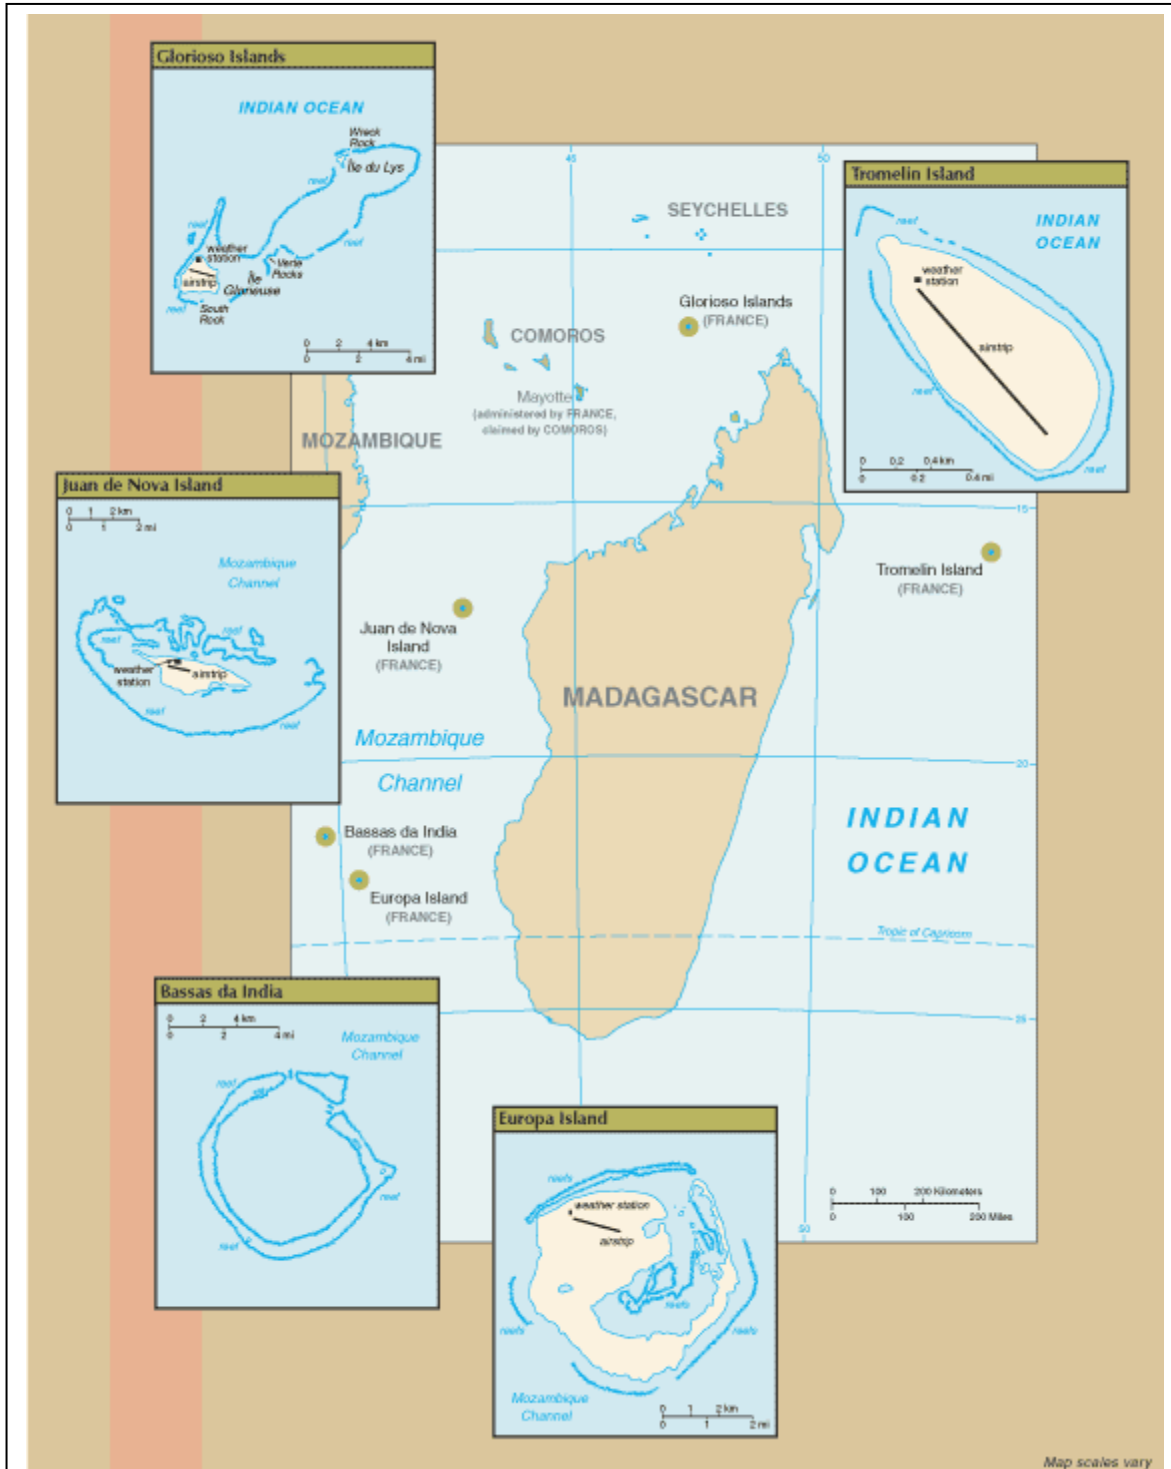 Glorioso Islands
INDIAN OCEAN
Wreck
Rock
Île du Lys
reef
reef
reef
weather
station
airstrip
Verte
Rocks
Île
Glorieuse
reef
South
Rock
0 2 4 km
0 2 4 mi
45
50
SEYCHELLES
Glorioso Islands
(FRANCE)
COMOROS
Mayotte
(administered by FRANCE,
claimed by COMOROS)
MOZAMBIQUE
Tromelin Island
reef
INDIAN
OCEAN
weather
station
airstrip
reef
reef
0 0.2 0.4 km
0 0.2 0.4 mi
15
Juan de Nova Island
0 1 2 km
0 1 2 mi
Mozambique
Channel
reef
reef
weather
station
airstrip
reef
reef
Tromelin Island
(FRANCE)
Juan de Nova
Island
(FRANCE)
MADAGASCAR
Mozambique
Channel
20
INDIAN
OCEAN
Bassas da India
(FRANCE)
Europa Island
(FRANCE)
Tropic of Capricorn
25
Bassas da India
0 2 4 km
0 2 4 mi
Mozambique
Channel
reef
reef
reef
Europa Island
reefs
weather station
airstrip
reefs
reefs
reefs
Mozambique
Channel
0 1 2 km
0 1 2 mi
0 100 200 Kilometers
0 100 200 Miles
50
Map scales vary